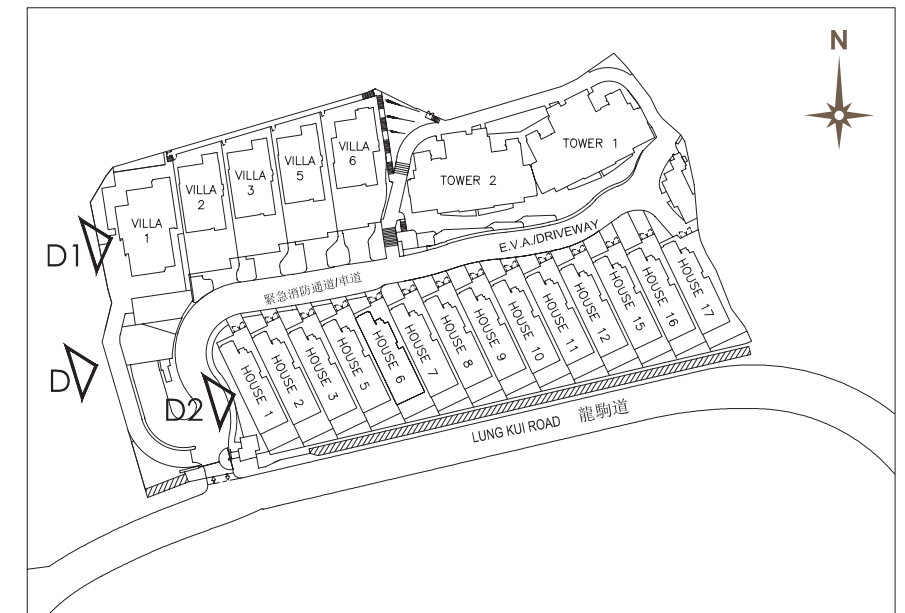 N
VILLA
1
VILLA
2
VILLA
3
VILLA
5
VILLA
6
TOWER 2
TOWER 1
D1
D
D2
E.V.A./DRIVEWAY
緊急消防通道/車道
HOUSE 1
HOUSE 2
HOUSE 3
HOUSE 5
HOUSE 6
HOUSE 7
HOUSE 8
HOUSE 9
HOUSE 10
HOUSE 11
HOUSE 12
HOUSE 15
HOUSE 16
HOUSE 17
LUNG KUI ROAD 龍駒道